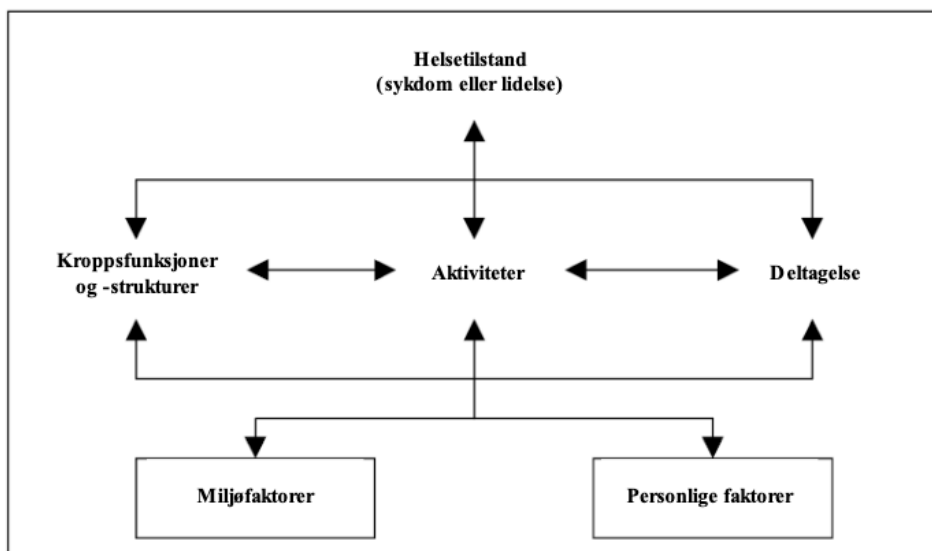 Helsetilstand
(sykdom eller lidelse)
Kroppsfunksjoner
og -strukturer
Aktiviteter
Deltagelse
Miljøfaktorer
Personlige faktorer